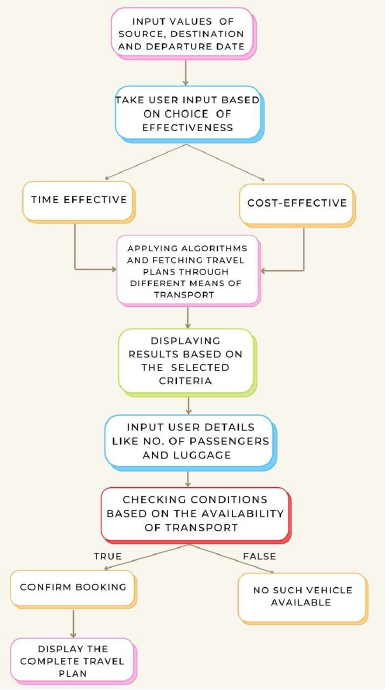 INPUT VALUES OF
SOURCE, DESTINATION
AND DEPARTURE DATE
TAKE USER INPUT BASED
ON CHOICE OF
EFFECTIVENESS
TIME EFFECTIVE
COST-EFFECTIVE
APPLYING ALGORITHMS
AND FETCHING TRAVEL
PLANS THROUGH
DIFFERENT MEANS OF
TRANSPORT
DISPLAYING
RESULTS BASED ON
THE SELECTED
CRITERIA
INPUT USER DETAILS
LIKE NO. OF PASSENGERS
AND LUGGAGE
CHECKING CONDITIONS
BASED ON THE AVAILABILITY
OF TRANSPORT
TRUE
FALSE
CONFIRM BOOKING
NO SUCH VEHICLE
AVAILABLE
DISPLAY THE
COMPLETE TRAVEL
PLAN